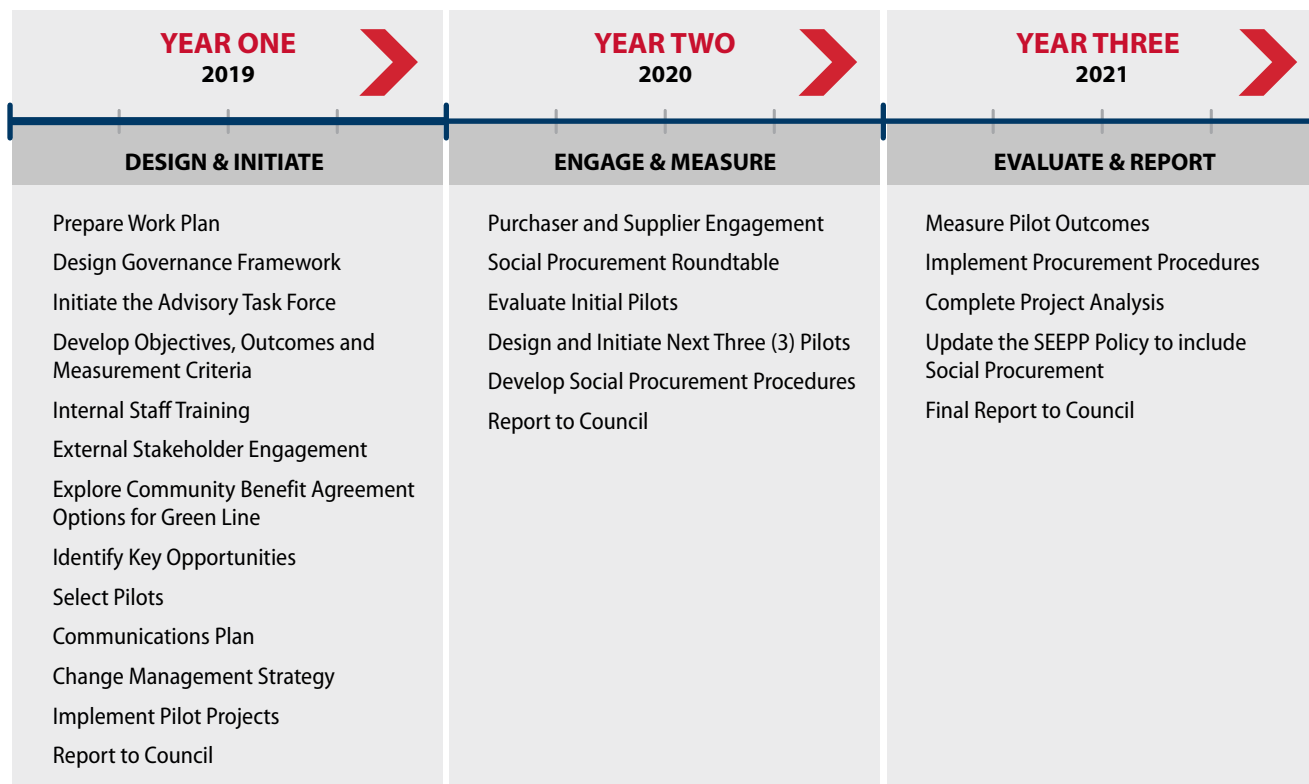 YEAR ONE
2019
DESIGN & INITIATE
Prepare Work Plan
Design Governance Framework
Initiate the Advisory Task Force
Develop Objectives, Outcomes and
Measurement Criteria
Internal Staff Training
External Stakeholder Engagement
Explore Community Benefit Agreement
Options for Green Line
Identify Key Opportunities
Select Pilots
Communications Plan
Change Management Strategy
Implement Pilot Projects
Report to Council
YEAR TWO
2020
ENGAGE & MEASURE
Purchaser and Supplier Engagement
Social Procurement Roundtable
Evaluate Initial Pilots
Design and Initiate Next Three (3) Pilots
Develop Social Procurement Procedures
Report to Council
YEAR THREE
2021
EVALUATE & REPORT
Measure Pilot Outcomes
Implement Procurement Procedures
Complete Project Analysis
Update the SEEPP Policy to include
Social Procurement
Final Report to Council